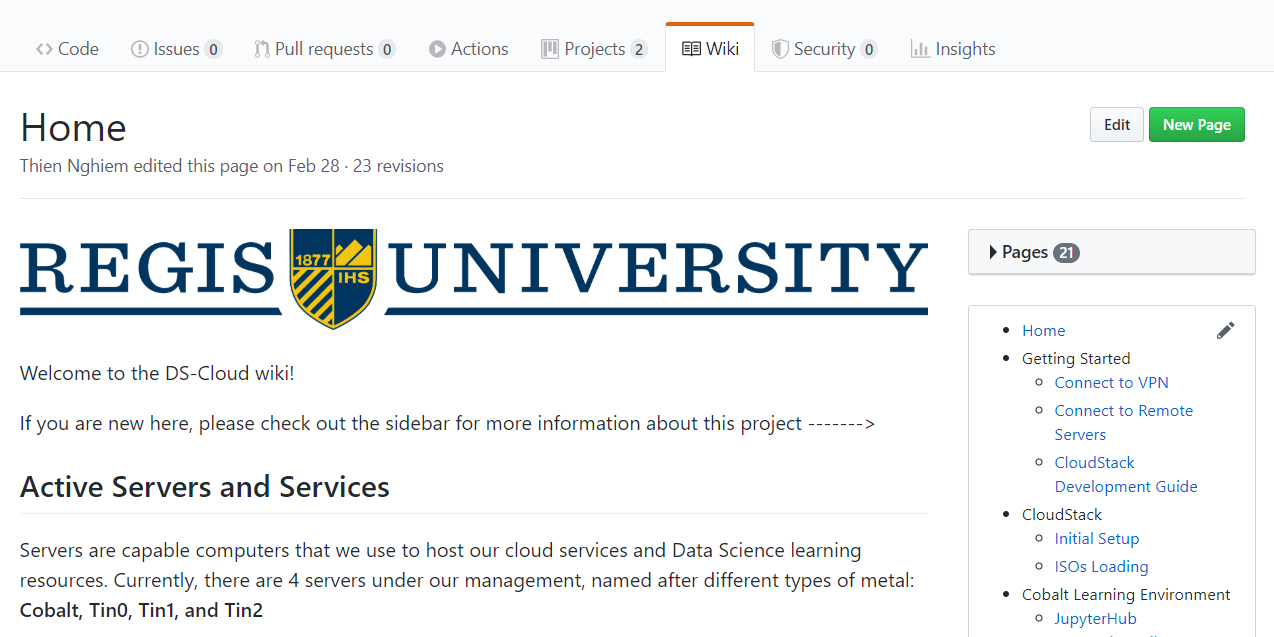 Code Issues 0 Pull requests 0 Actions Projects 2 Wiki Security 0 Insights
Home
Edit New Page
Thien Nghiem edited this page on Feb 28 · 23 revisions
REGIS 1877 IHS UNIVERSITY
Welcome to the DS-Cloud wiki!
If you are new here, please check out the sidebar for more information about this project ------->
Active Servers and Services
Servers are capable computers that we use to host our cloud services and Data Science learning
resources. Currently, there are 4 servers under our management, named after different types of metal:
Cobalt, Tin0, Tin1, and Tin2
Pages 21
Home
Getting Started
Connect to VPN
Connect to Remote
Servers
CloudStack
Development Guide
CloudStack
Initial Setup
ISOs Loading
Cobalt Learning Environment
JupyterHub